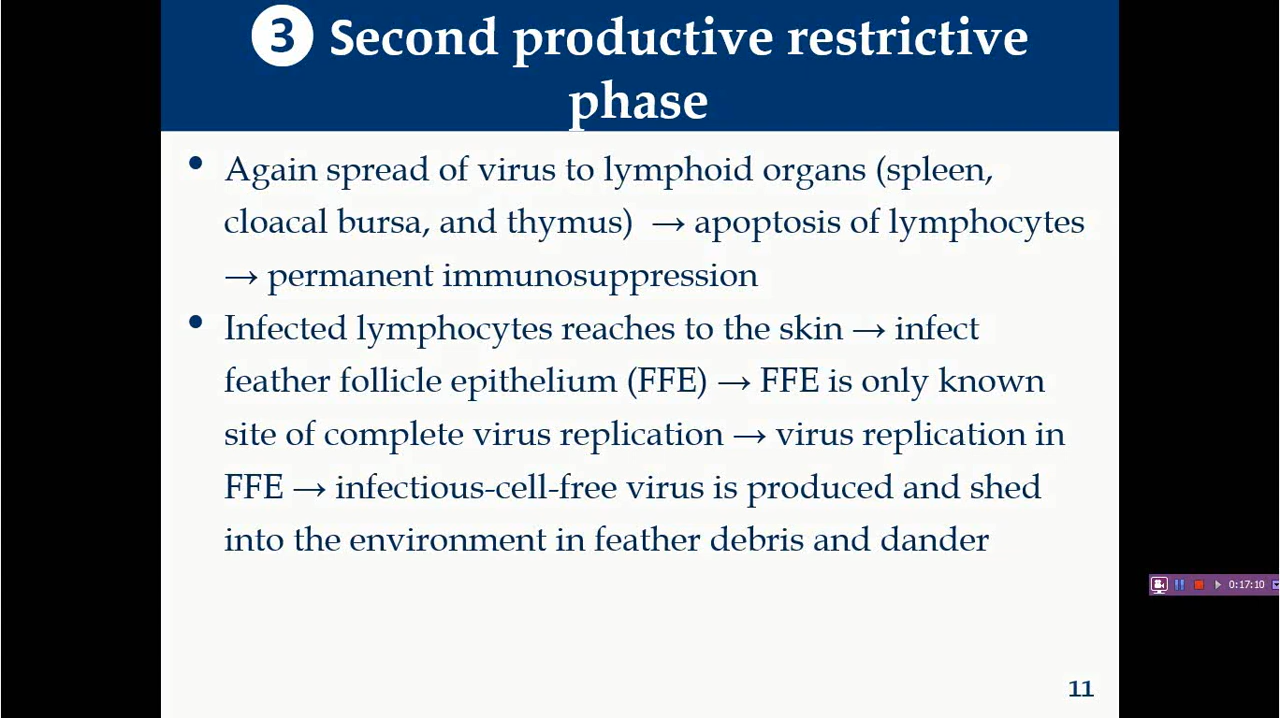 3 Second productive restrictive
phase
• Again spread of virus to lymphoid organs (spleen,
cloacal bursa, and thymus) → apoptosis of lymphocytes
→ permanent immunosuppression
• Infected lymphocytes reaches to the skin → infect
feather follicle epithelium (FFE) → FFE is only known
site of complete virus replication → virus replication in
FFE → infectious-cell-free virus is produced and shed
into the environment in feather debris and dander
0:17:10
11